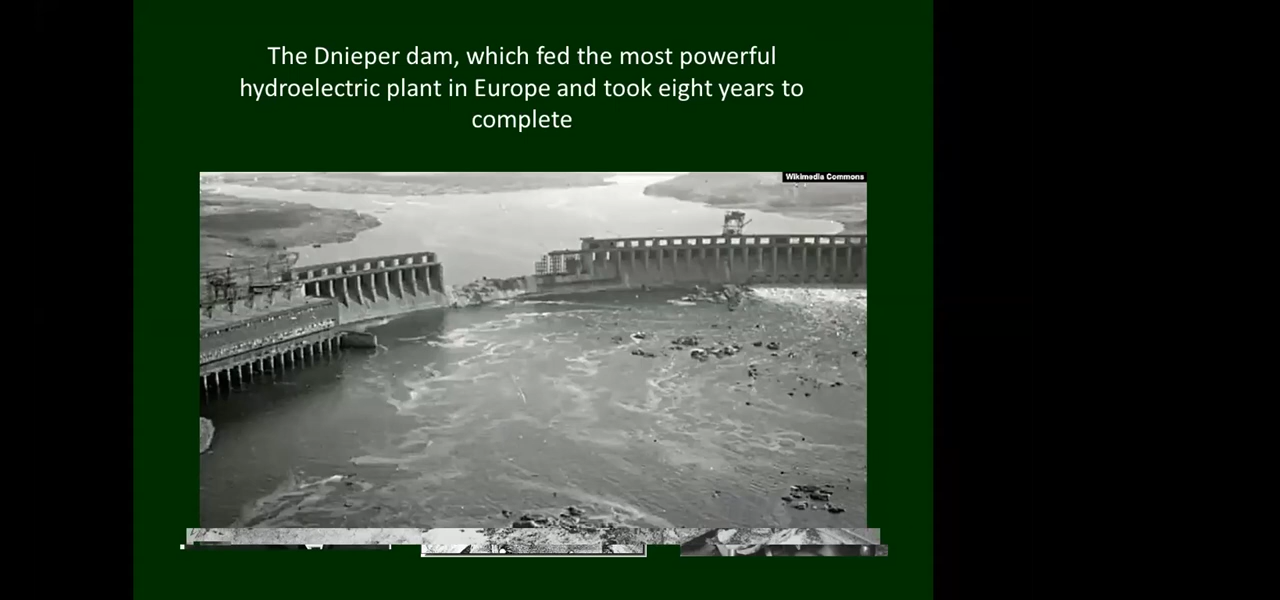 The Dnieper dam, which fed the most powerful
hydroelectric plant in Europe and took eight years to
complete
Wikimedia Commons